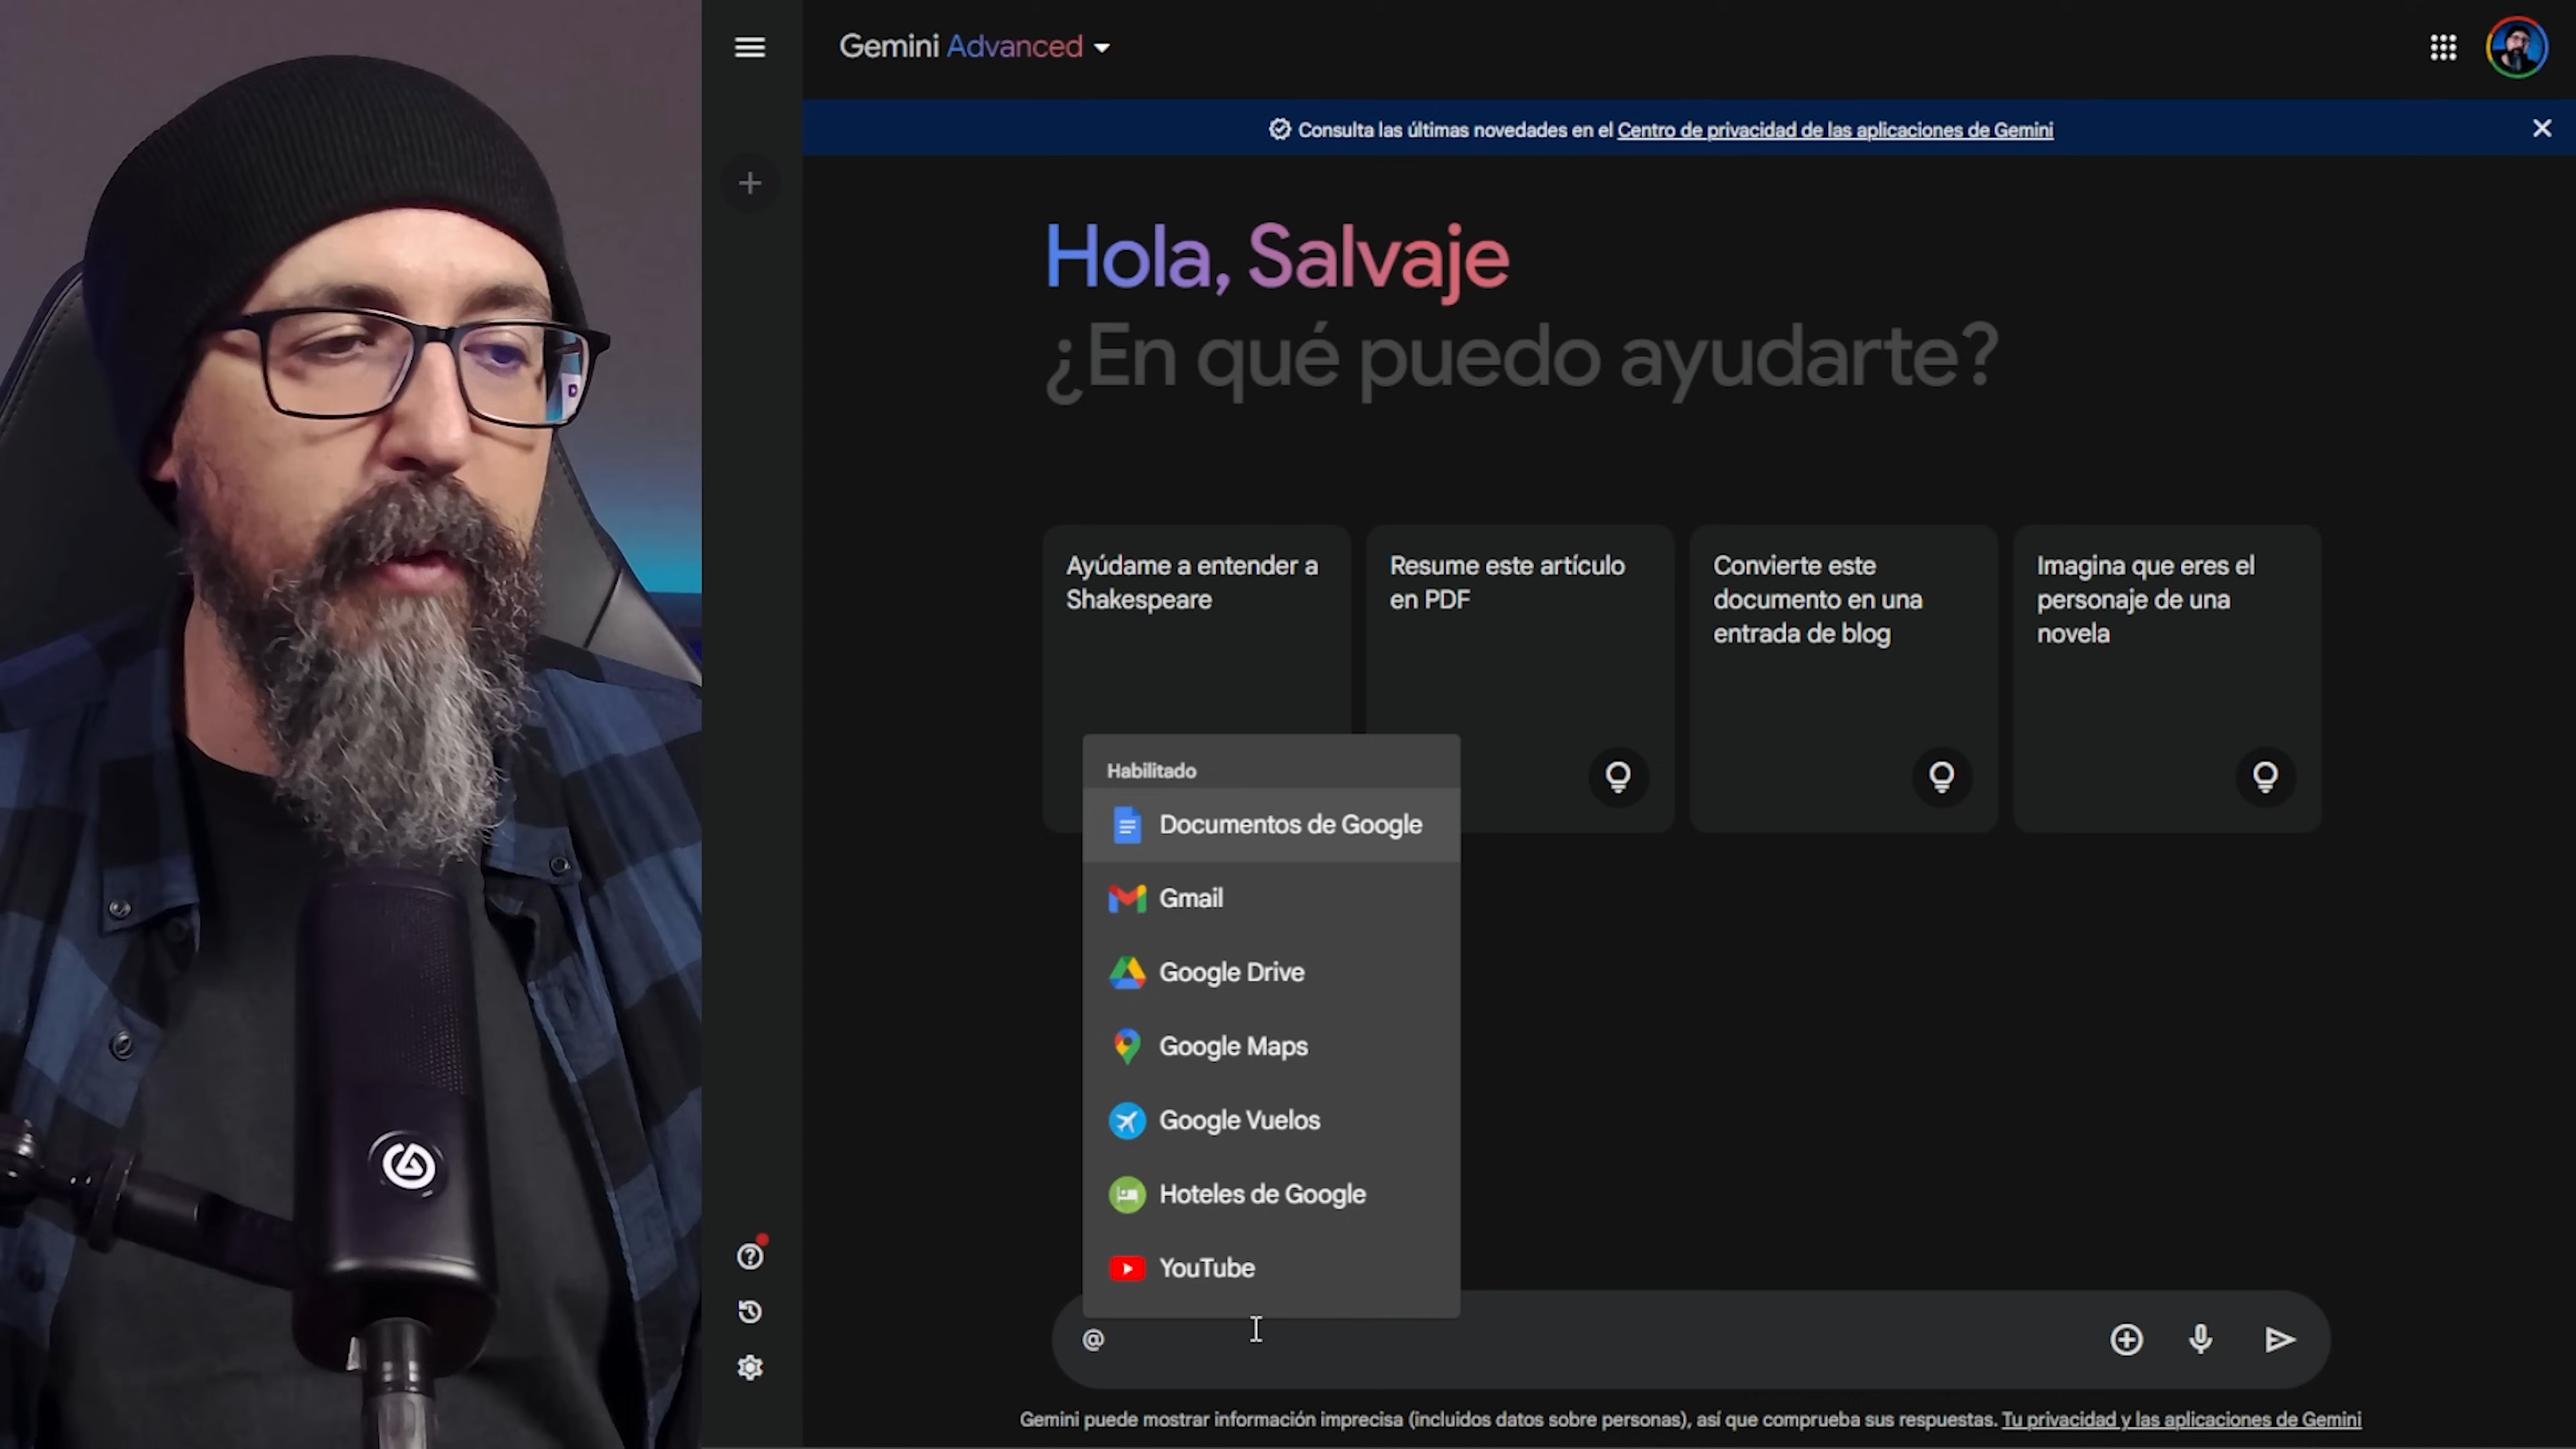 Gemini Advanced
Consulta las últimas novedades en el Centro de privacidad de las aplicaciones de Gemini
Hola, Salvaje
¿En qué puedo ayudarte?
Ayúdame a entender a
Shakespeare
Resume este artículo
en PDF
Convierte este
documento en una
entrada de blog
Imagina que eres el
personaje de una
novela
Habilitado
Documentos de Google
Gmail
Google Drive
Google Maps
Google Vuelos
Hoteles de Google
YouTube
@
Gemini puede mostrar información imprecisa (incluidos datos sobre personas), así que comprueba sus respuestas. Tu privacidad y las aplicaciones de Gemini